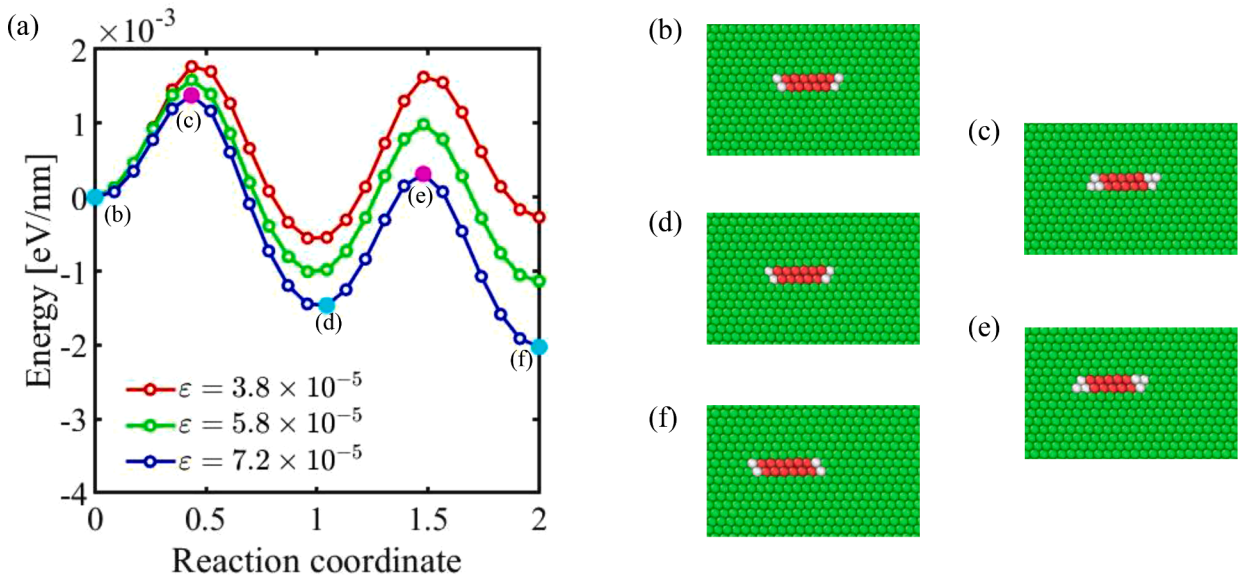 (a)
×10⁻³
2
1
0
-1
-2
-3
-4
Energy [eV/nm]
(c)
(b)
(e)
(d)
(f)
ε = 3.8 × 10⁻⁵
ε = 5.8 × 10⁻⁵
ε = 7.2 × 10⁻⁵
0 0.5 1 1.5 2
Reaction coordinate
(b)
(c)
(d)
(e)
(f)